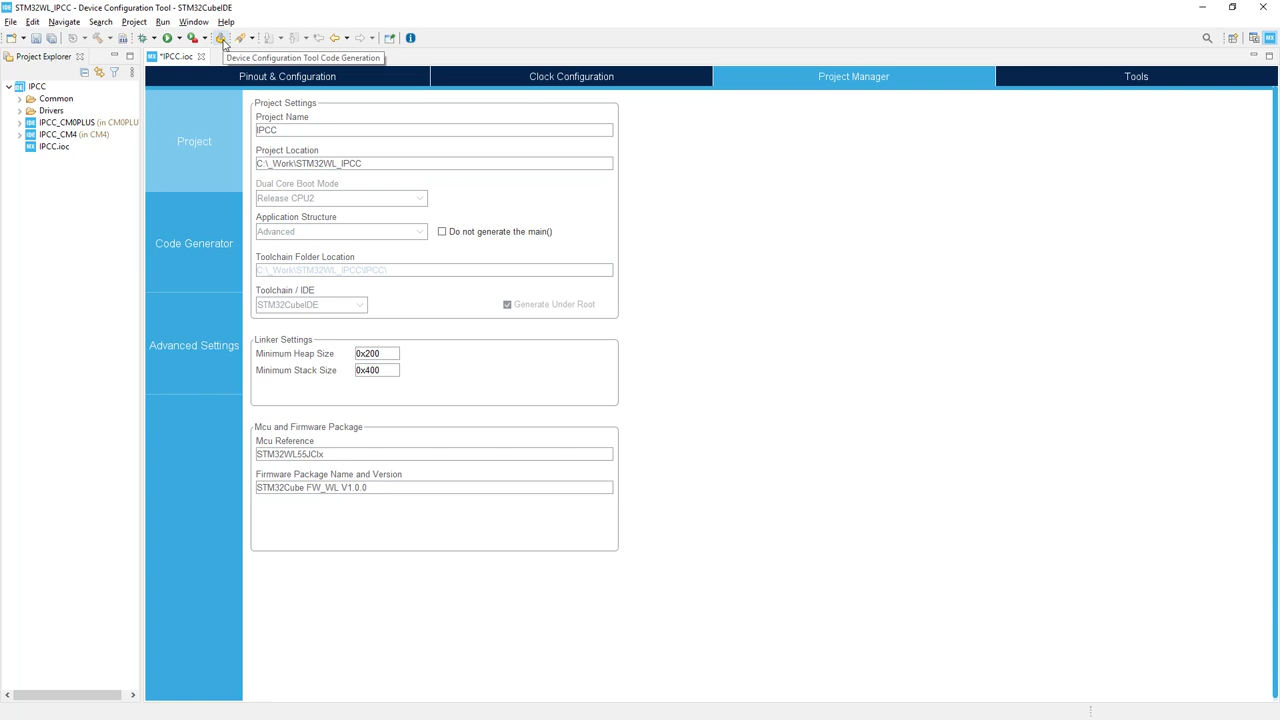 STM32WL_IPCC - Device Configuration Tool - STM32CubeIDE
File Edit Navigate Search Project Run Window Help
Project Explorer
*IPCC.ioc
Device Configuration Tool Code Generation
Pinout & Configuration
Clock Configuration
Project Manager
Tools
IPCC
Common
Drivers
IPCC_CM0PLUS (in CM0PLU
IPCC_CM4 (in CM4)
IPCC.ioc
Project
Code Generator
Advanced Settings
Project Settings
Project Name
IPCC
Project Location
C:\_Work\STM32WL_IPCC
Dual Core Boot Mode
Release CPU2
Application Structure
Advanced
Do not generate the main()
Toolchain Folder Location
C:\_Work\STM32WL_IPCC\IPCC\
Toolchain / IDE
STM32CubeIDE
Generate Under Root
Linker Settings
Minimum Heap Size 0x200
Minimum Stack Size 0x400
Mcu and Firmware Package
Mcu Reference
STM32WL55JCIx
Firmware Package Name and Version
STM32Cube FW_WL V1.0.0